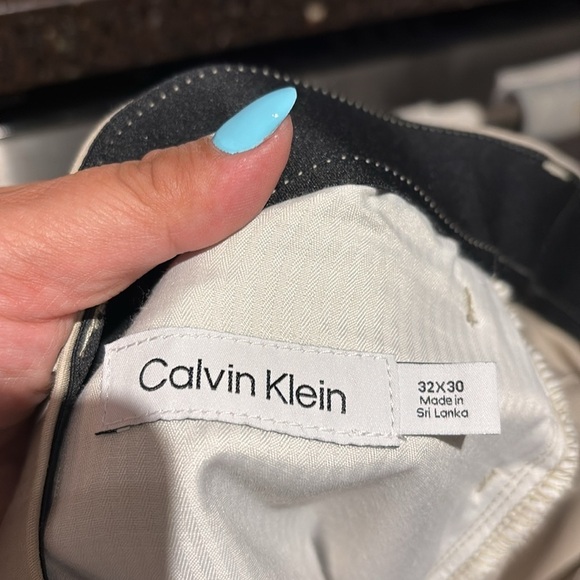 Calvin Klein
32X30
Made in
Sri Lanka